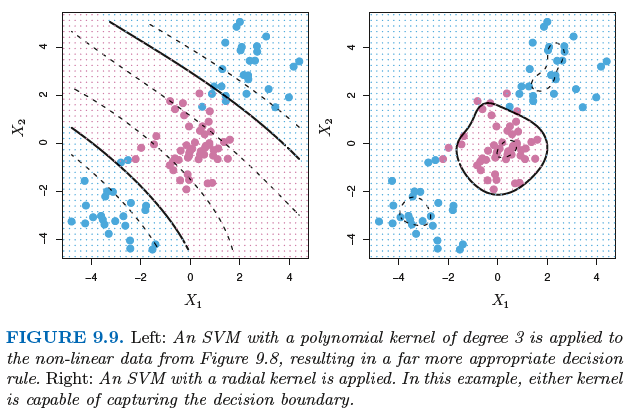 4
2
0
−2
−4
X2
−4 −2 0 2 4
X1
4
2
0
−2
−4
X2
−4 −2 0 2 4
X1
FIGURE 9.9. Left: An SVM with a polynomial kernel of degree 3 is applied to
the non-linear data from Figure 9.8, resulting in a far more appropriate decision
rule. Right: An SVM with a radial kernel is applied. In this example, either kernel
is capable of capturing the decision boundary.